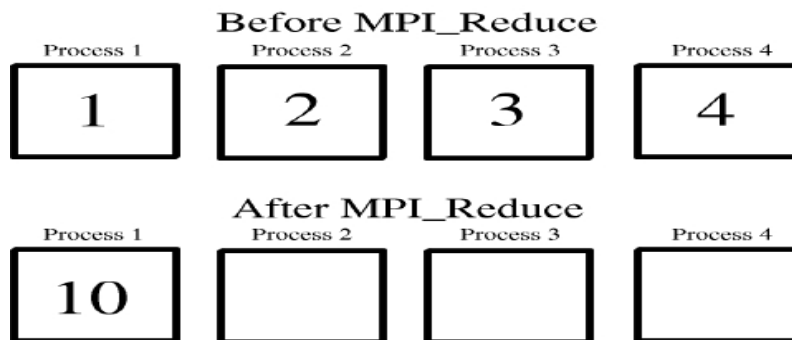 Before MPI_Reduce
Process 1 Process 2 Process 3 Process 4
1 2 3 4
After MPI_Reduce
Process 1 Process 2 Process 3 Process 4
10